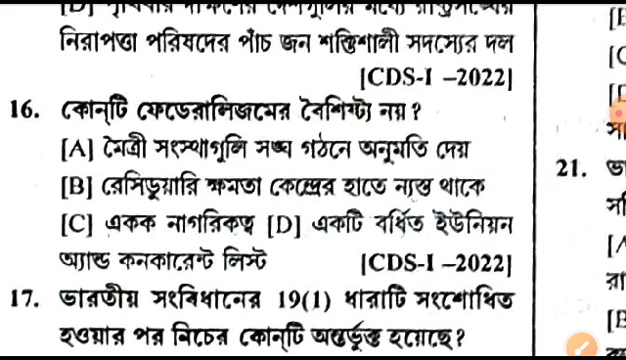 নিরাপত্তা পরিষদের পাঁচ জন শক্তিশালী সদস্যের দল
[CDS-I –2022]
16. কোন্‌টি ফেডেরালিজমের বৈশিষ্ট্য নয়?
[A] মৈত্রী সংস্থাগুলি সঙ্ঘ গঠনে অনুমতি দেয়
[B] রেসিডুয়ারি ক্ষমতা কেন্দ্রের হাতে ন্যস্ত থাকে
[C] একক নাগরিকত্ব [D] একটি বর্ধিত ইউনিয়ন
অ্যান্ড কনকারেন্ট লিস্ট [CDS-I –2022]
17. ভারতীয় সংবিধানের 19(1) ধারাটি সংশোধিত
হওয়ার পর নিচের কোন্‌টি অন্তর্ভুক্ত হয়েছে?
21.